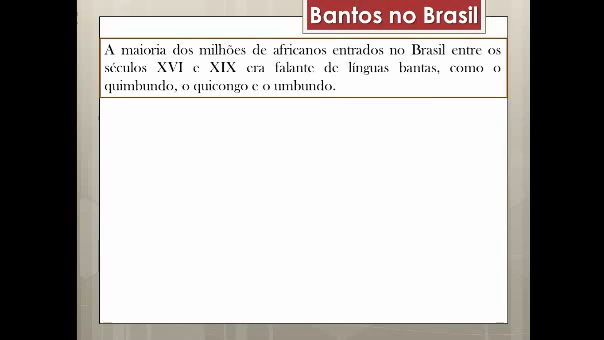 Bantos no Brasil
A maioria dos milhões de africanos entrados no Brasil entre os
séculos XVI e XIX era falante de línguas bantas, como o
quimbundo, o quicongo e o umbundo.